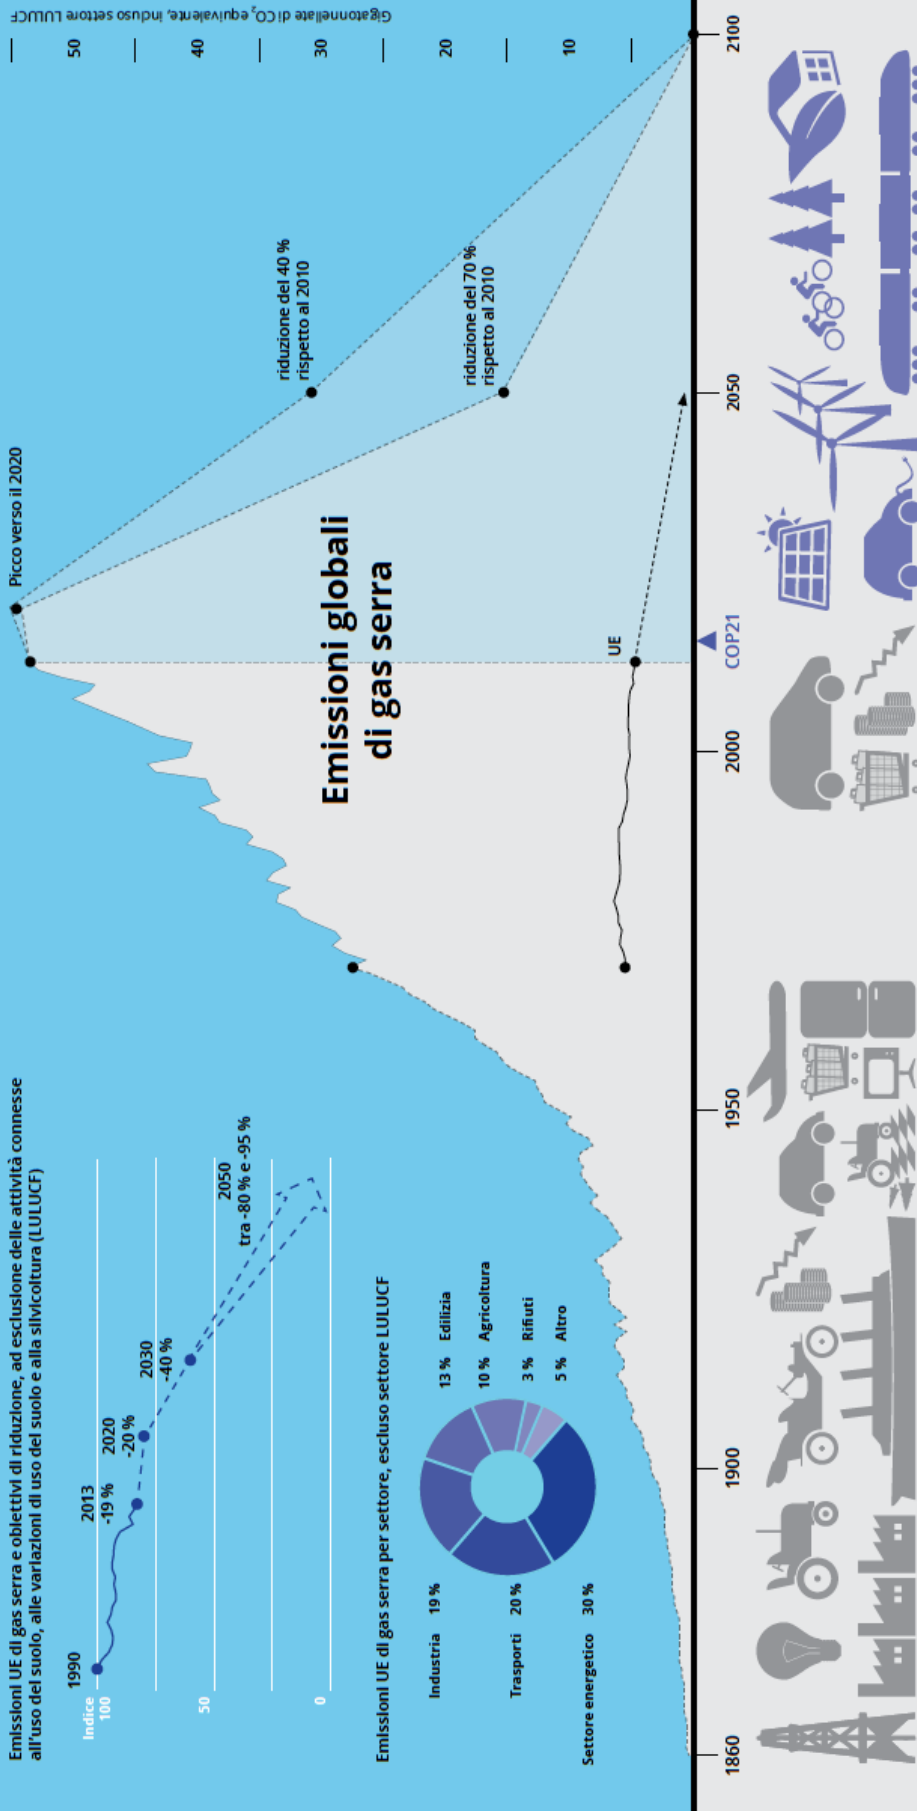 Emissioni UE di gas serra e obiettivi di riduzione, ad esclusione delle attività connesse
all'uso del suolo, alle variazioni di uso del suolo e alla silvicoltura (LULUCF)
Indice
100
50
0
1990
2013
-19 %
2020
-20 %
2030
-40 %
2050
tra -80 % e -95 %
Emissioni UE di gas serra per settore, escluso settore LULUCF
Industria 19 %
Trasporti 20 %
Settore energetico 30 %
13 % Edilizia
10 % Agricoltura
3 % Rifiuti
5 % Altro
Emissioni globali
di gas serra
Picco verso il 2020
riduzione del 40 %
rispetto al 2010
riduzione del 70 %
rispetto al 2010
UE
Gigatonnellate di CO₂ equivalente, incluso settore LULUCF
50
40
30
20
10
1860
1900
1950
2000
COP21
2050
2100